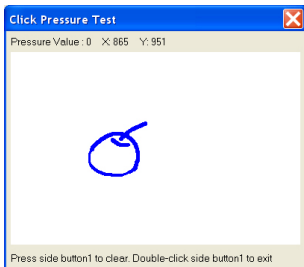 Click Pressure Test
Pressure Value : 0 X: 865 Y: 951
Press side button1 to clear. Double-click side button1 to exit